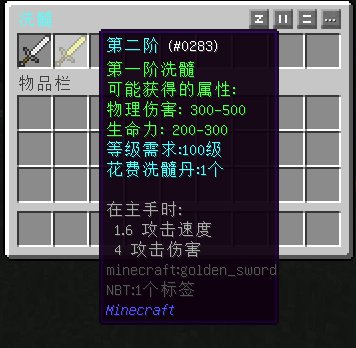 第二阶 (#0283)
第一阶洗髓
可能获得的属性:
物理伤害: 300-500
生命力: 200-300
等级需求:100级
花费洗髓丹:1个
物品栏
在主手时:
1.6 攻击速度
4 攻击伤害
minecraft:golden_sword
NBT:1个标签
Minecraft